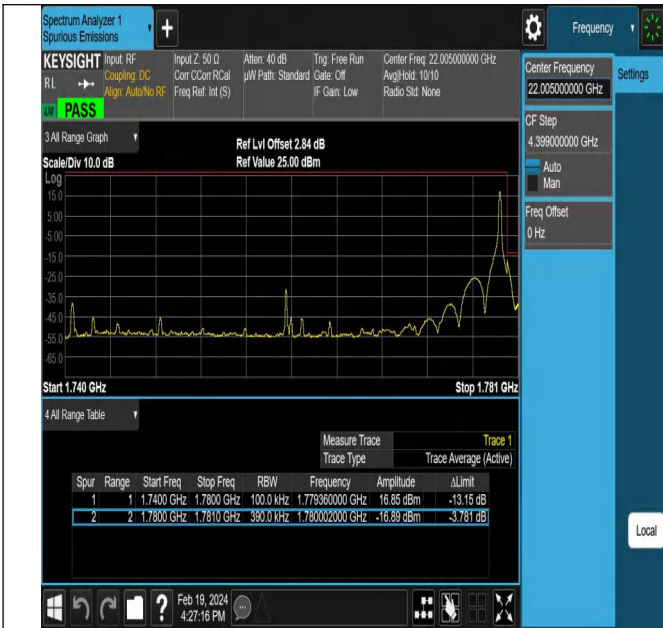 Spectrum Analyzer 1
Spurious Emissions
Frequency
KEYSIGHT
RL
PASS
Input: RF
Coupling: DC
Align: Auto/No RF
Input Z: 50 Ω
Corr CCorr RCal
Freq Ref: Int (S)
Atten: 40 dB
µW Path: Standard
Trig: Free Run
Gate: Off
IF Gain: Low
Center Freq: 22.005000000 GHz
Avg|Hold: 10/10
Radio Std: None
Center Frequency
22.005000000 GHz
Settings
CF Step
4.399000000 GHz
Auto
Man
Freq Offset
0 Hz
3 All Range Graph
Scale/Div 10.0 dB
Ref Lvl Offset 2.84 dB
Ref Value 25.00 dBm
Log
15.0
5.00
-5.00
-15.0
-25.0
-35.0
-45.0
-55.0
-65.0
Start 1.740 GHz
Stop 1.781 GHz
4 All Range Table
Measure Trace Trace 1
Trace Type Trace Average (Active)
Spur Range Start Freq Stop Freq RBW Frequency Amplitude ΔLimit
1 1 1.7400 GHz 1.7800 GHz 100.0 kHz 1.779360000 GHz 16.85 dBm -13.15 dB
2 2 1.7800 GHz 1.7810 GHz 390.0 kHz 1.780002000 GHz -16.89 dBm -3.781 dB
Local
Feb 19, 2024
4:27:16 PM